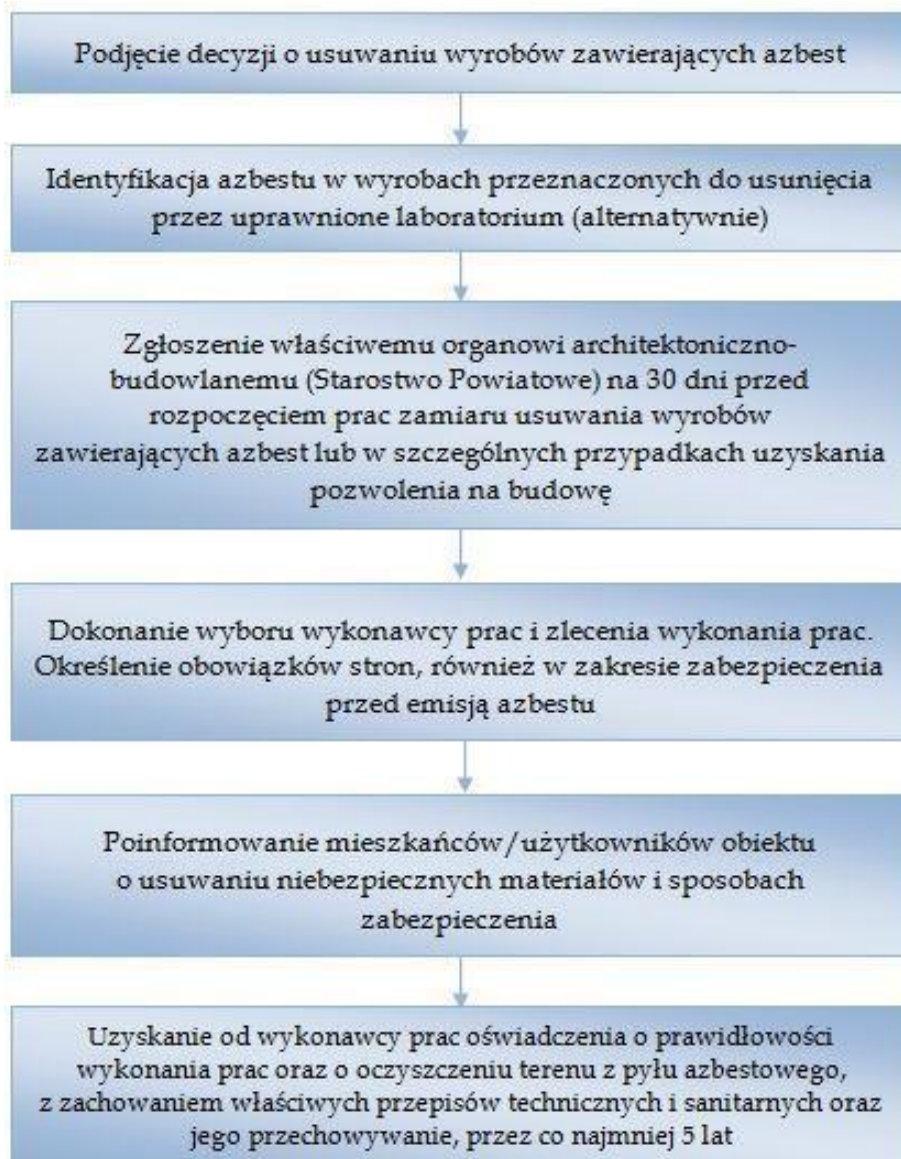 Podjęcie decyzji o usuwaniu wyrobów zawierających azbest
Identyfikacja azbestu w wyrobach przeznaczonych do usunięcia
przez uprawnione laboratorium (alternatywnie)
Zgłoszenie właściwemu organowi architektoniczno-
budowlanemu (Starostwo Powiatowe) na 30 dni przed
rozpoczęciem prac zamiaru usuwania wyrobów
zawierających azbest lub w szczególnych przypadkach uzyskania
pozwolenia na budowę
Dokonanie wyboru wykonawcy prac i zlecenia wykonania prac.
Określenie obowiązków stron, również w zakresie zabezpieczenia
przed emisją azbestu
Poinformowanie mieszkańców/użytkowników obiektu
o usuwaniu niebezpiecznych materiałów i sposobach
zabezpieczenia
Uzyskanie od wykonawcy prac oświadczenia o prawidłowości
wykonania prac oraz o oczyszczeniu terenu z pyłu azbestowego,
z zachowaniem właściwych przepisów technicznych i sanitarnych oraz
jego przechowywanie, przez co najmniej 5 lat